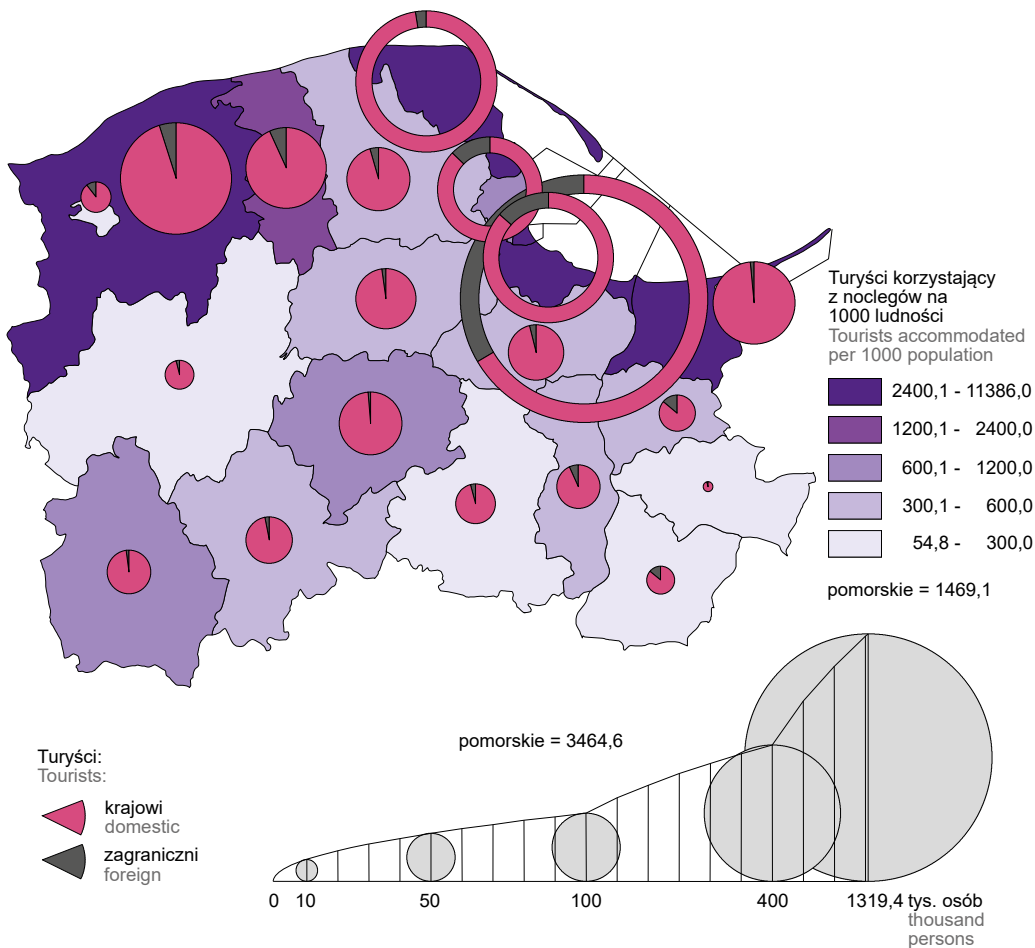 Turyści korzystający
z noclegów na
1000 ludności
Tourists accommodated
per 1000 population
2400,1 - 11386,0
1200,1 - 2400,0
600,1 - 1200,0
300,1 - 600,0
54,8 - 300,0
pomorskie = 1469,1
pomorskie = 3464,6
Turyści:
Tourists:
krajowi
domestic
zagraniczni
foreign
0 10 50 100 400 1319,4 tys. osób
thousand
persons